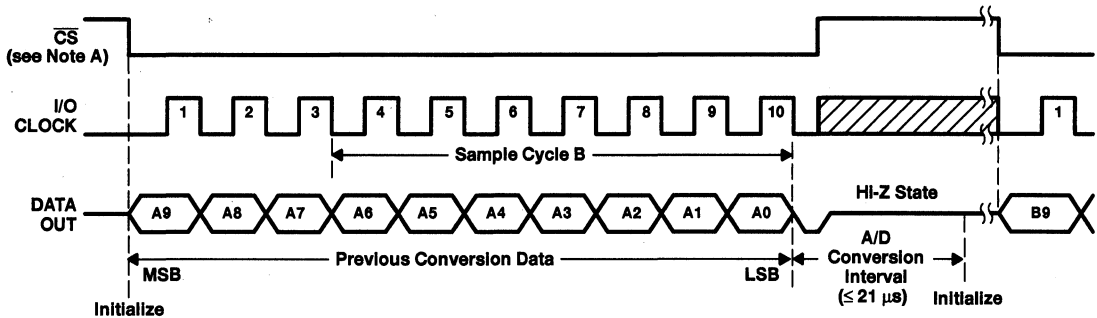 CS
(see Note A)
I/O
CLOCK
1 2 3 4 5 6 7 8 9 10 1
Sample Cycle B
DATA
OUT
A9 A8 A7 A6 A5 A4 A3 A2 A1 A0 B9
Hi-Z State
Previous Conversion Data
MSB
LSB
A/D
Conversion
Interval
(≤ 21 μs)
Initialize
Initialize